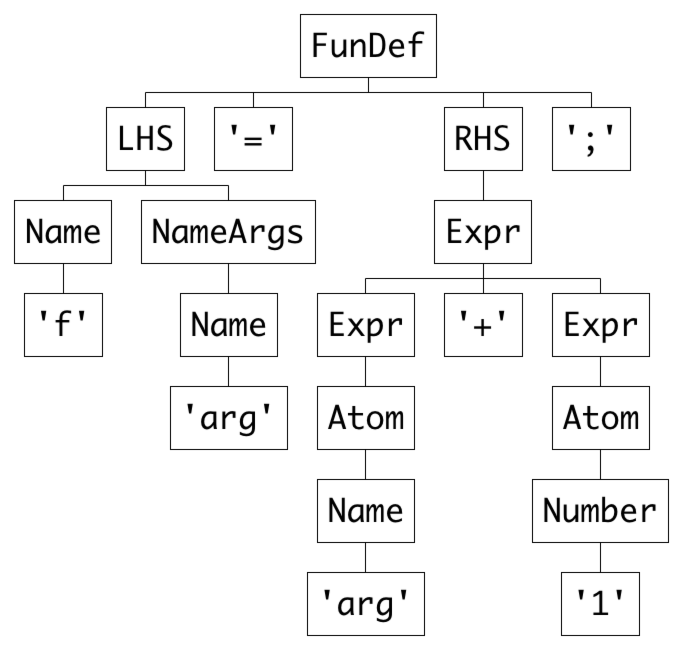 FunDef
LHS '=' RHS ';'
Name NameArgs Expr
'f' Name Expr '+' Expr
'arg' Atom Atom
Name Number
'arg' '1'